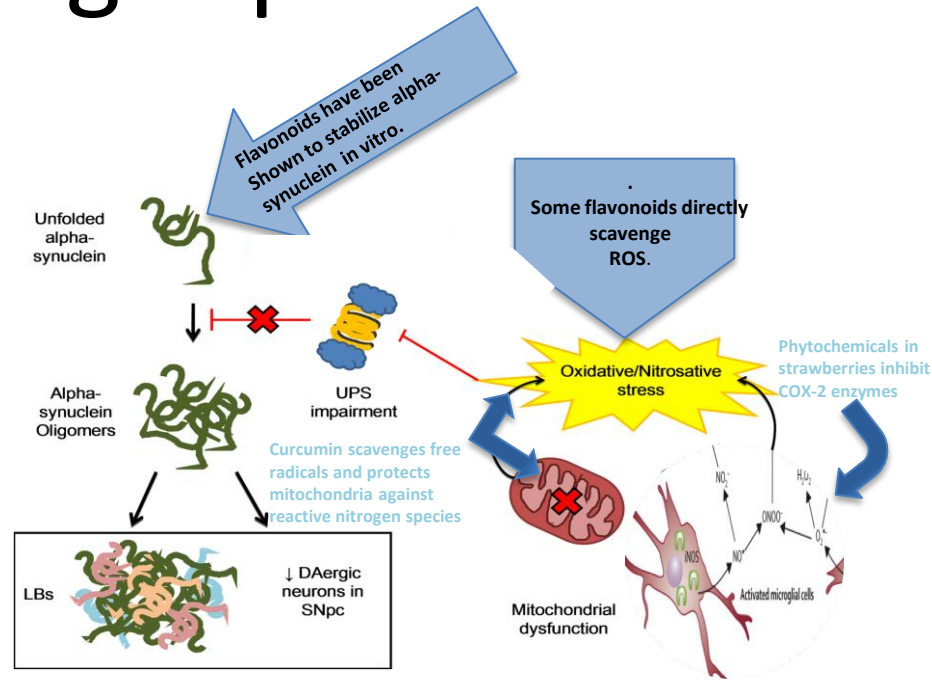 Flavonoids have been
Shown to stabilize alpha-
synuclein in vitro.
.
Some flavonoids directly
scavenge
ROS.
Unfolded
alpha-
synuclein
UPS
impairment
Oxidative/Nitrosative
stress
Phytochemicals in
strawberries inhibit
COX-2 enzymes
Alpha-
synuclein
Oligomers
Curcumin scavenges free
radicals and protects
mitochondria against
reactive nitrogen species
NO₂⁻
H₂O₂
ONOO⁻
O₂•⁻
iNOS
NO•
Activated microglial cells
Mitochondrial
dysfunction
LBs
↓ DAergic
neurons in
SNpc